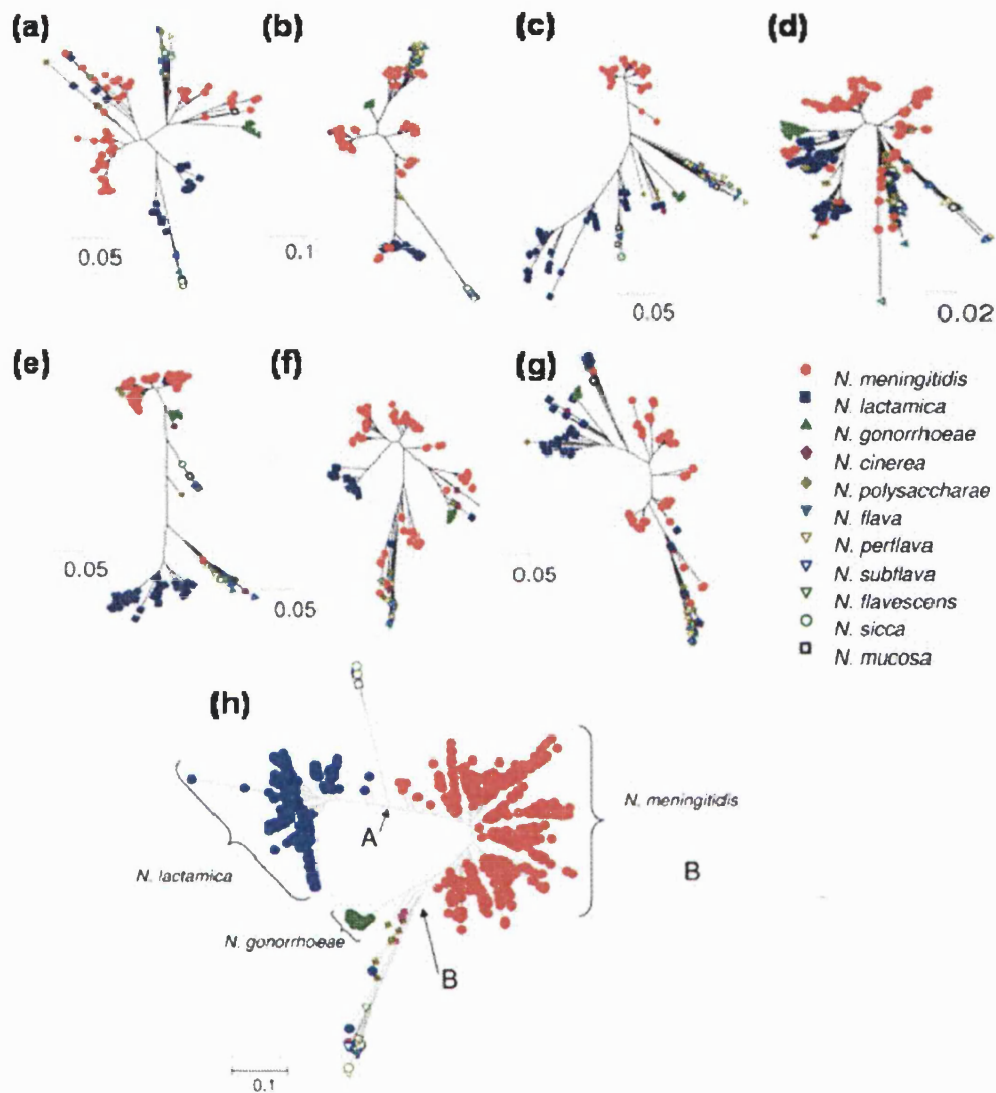 (a)
(b)
(c)
(d)
0.05
0.1
0.05
0.02
(e)
(f)
(g)
0.05
0.05
0.05
N. meningitidis
N. lactamica
N. gonorrhoeae
N. cinerea
N. polysaccharae
N. flava
N. perflava
N. subflava
N. flavescens
N. sicca
N. mucosa
(h)
N. meningitidis
A
B
N. lactamica
N. gonorrhoeae
B
0.1